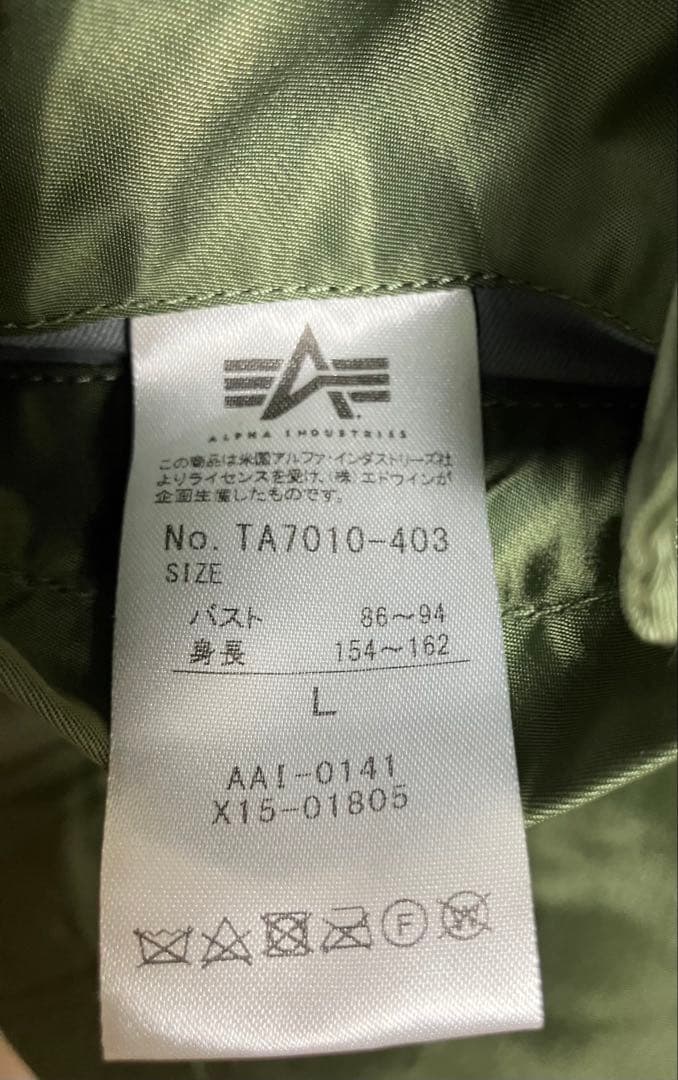 ALPHA INDUSTRIES
この商品は米国アルファ・インダストリーズ社
よりライセンスを受け、(株)エドウインが
企画生産したものです。
No. TA7010-403
SIZE
バスト 86～94
身長 154～162
L
AAI-0141
X15-01805
F
W